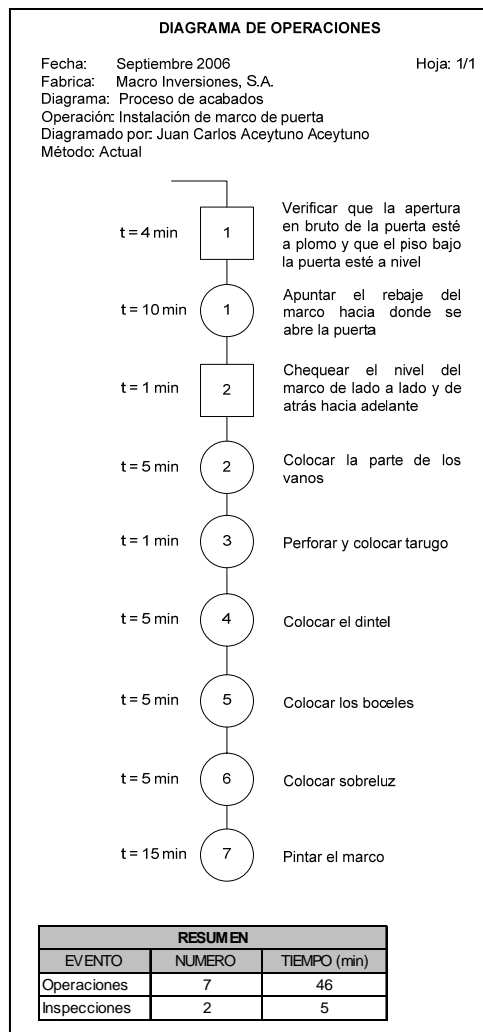 DIAGRAMA DE OPERACIONES
Fecha: Septiembre 2006 Hoja: 1/1
Fabrica: Macro Inversiones, S.A.
Diagrama: Proceso de acabados
Operación: Instalación de marco de puerta
Diagramado por: Juan Carlos Aceytuno Aceytuno
Método: Actual
t = 4 min 1
Verificar que la apertura
en bruto de la puerta esté
a plomo y que el piso bajo
la puerta esté a nivel
t = 10 min 1
Apuntar el rebaje del
marco hacia donde se
abre la puerta
t = 1 min 2
Chequear el nivel del
marco de lado a lado y de
atrás hacia adelante
t = 5 min 2
Colocar la parte de los
vanos
t = 1 min 3 Perforar y colocar tarugo
t = 5 min 4 Colocar el dintel
t = 5 min 5 Colocar los boceles
t = 5 min 6 Colocar sobreluz
t = 15 min 7 Pintar el marco
RESUMEN
EVENTO NUMERO TIEMPO (min)
Operaciones 7 46
Inspecciones 2 5